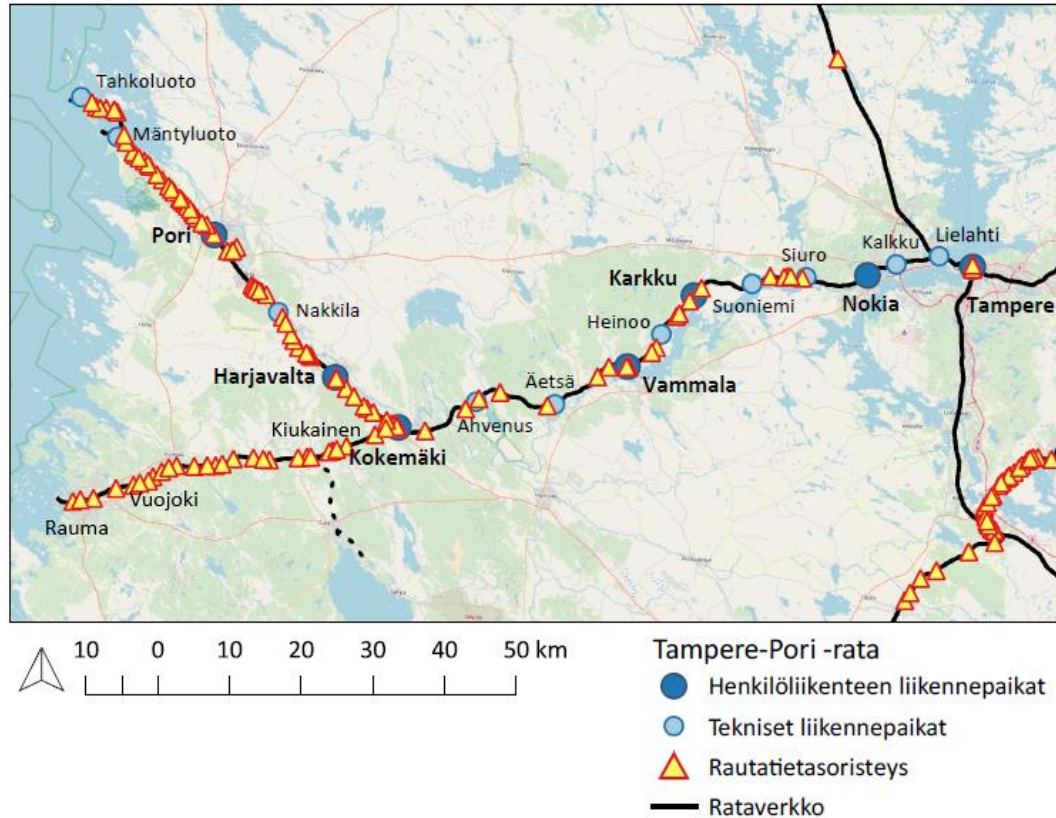 Tahkoluoto
Mäntyluoto
Pori
Nakkila
Harjavalta
Kiukainen
Kokemäki
Vuojoki
Rauma
Ahvenus
Äetsä
Vammala
Heinoo
Karkku
Suoniemi
Siuro
Nokia
Kalkku
Lielahti
Tampere
10 0 10 20 30 40 50 km
Tampere-Pori -rata
Henkilöliikenteen liikennepaikat
Tekniset liikennepaikat
Rautatietasoristeys
Rataverkko